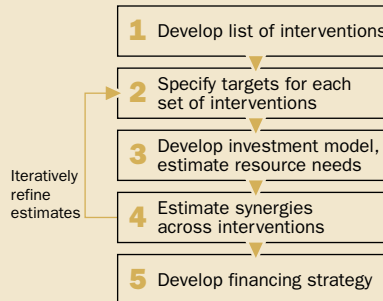 1 Develop list of interventions
2 Specify targets for each
set of interventions
3 Develop investment model,
estimate resource needs
Iteratively
refine
estimates
4 Estimate synergies
across interventions
5 Develop financing strategy